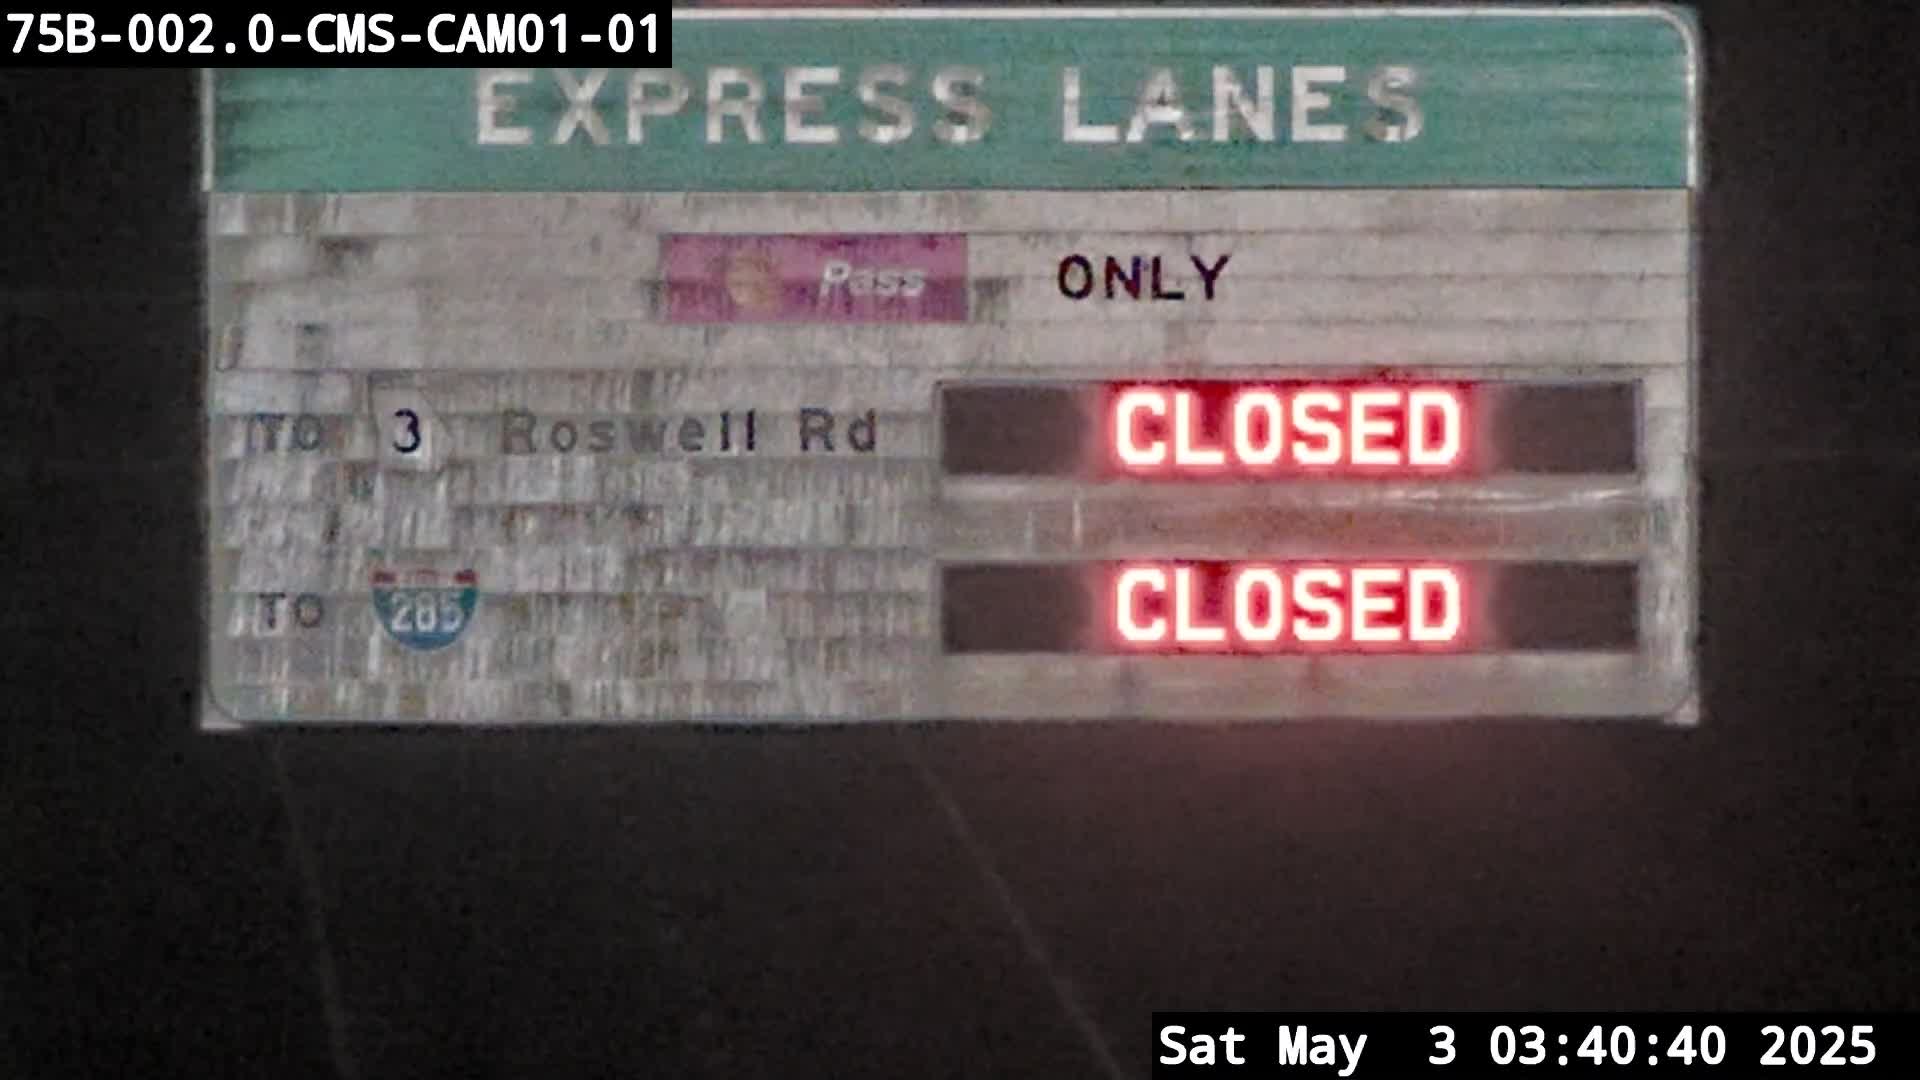 75B-002.0-CMS-CAM01-01
EXPRESS LANES
Pass ONLY
TO 3 Roswell Rd CLOSED
TO 285 CLOSED
Sat May 3 03:40:40 2025